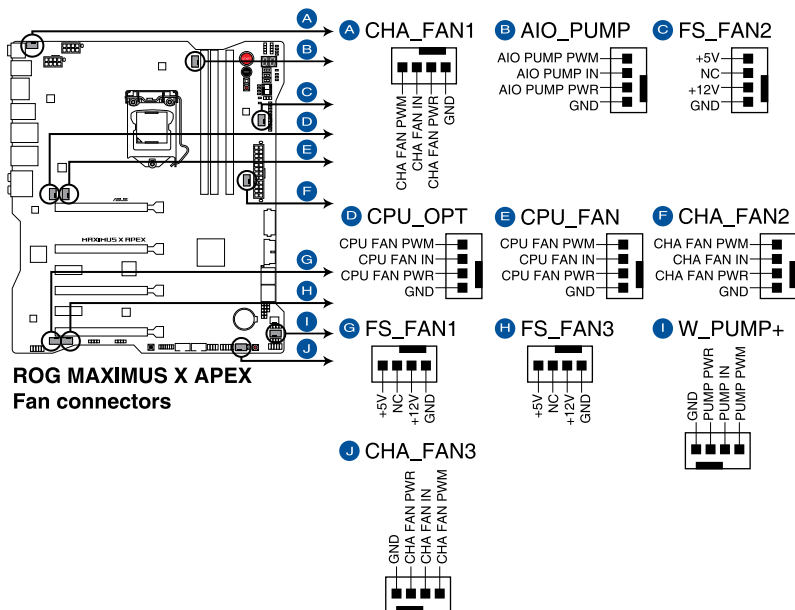 A
B
C
D
E
F
G
H
I
J
ASUS
MAXIMUS X APEX
ROG MAXIMUS X APEX
Fan connectors
A CHA_FAN1
CHA FAN PWM
CHA FAN IN
CHA FAN PWR
GND
B AIO_PUMP
AIO PUMP PWM
AIO PUMP IN
AIO PUMP PWR
GND
C FS_FAN2
+5V
NC
+12V
GND
D CPU_OPT
CPU FAN PWM
CPU FAN IN
CPU FAN PWR
GND
E CPU_FAN
CPU FAN PWM
CPU FAN IN
CPU FAN PWR
GND
F CHA_FAN2
CHA FAN PWM
CHA FAN IN
CHA FAN PWR
GND
G FS_FAN1
+5V
NC
+12V
GND
H FS_FAN3
+5V
NC
+12V
GND
I W_PUMP+
GND
PUMP PWR
PUMP IN
PUMP PWM
J CHA_FAN3
GND
CHA FAN PWR
CHA FAN IN
CHA FAN PWM